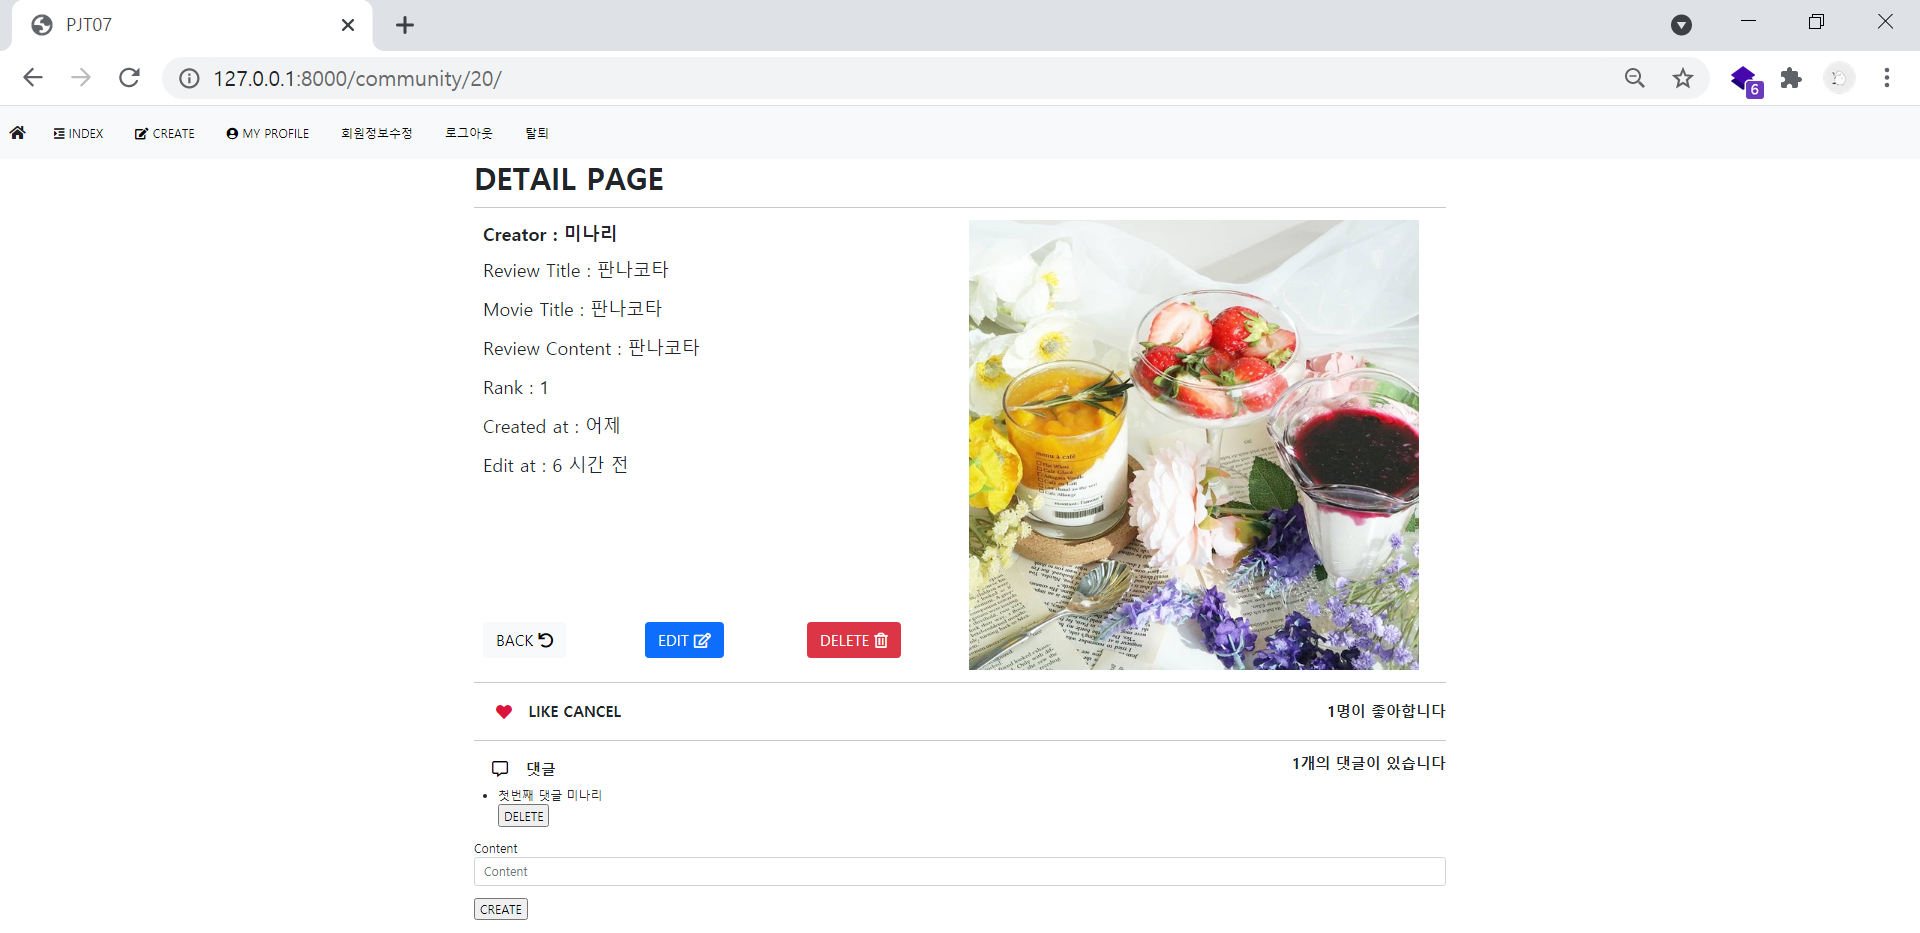 PJT07
127.0.0.1:8000/community/20/
6
INDEX CREATE MY PROFILE 회원정보수정 로그아웃 탈퇴
DETAIL PAGE
Creator : 미나리
Review Title : 판나코타
Movie Title : 판나코타
Review Content : 판나코타
Rank : 1
Created at : 어제
Edit at : 6 시간 전
menu à café
BACK EDIT DELETE
LIKE CANCEL 1명이 좋아합니다
댓글 1개의 댓글이 있습니다
첫번째 댓글 미나리
DELETE
Content
Content
CREATE